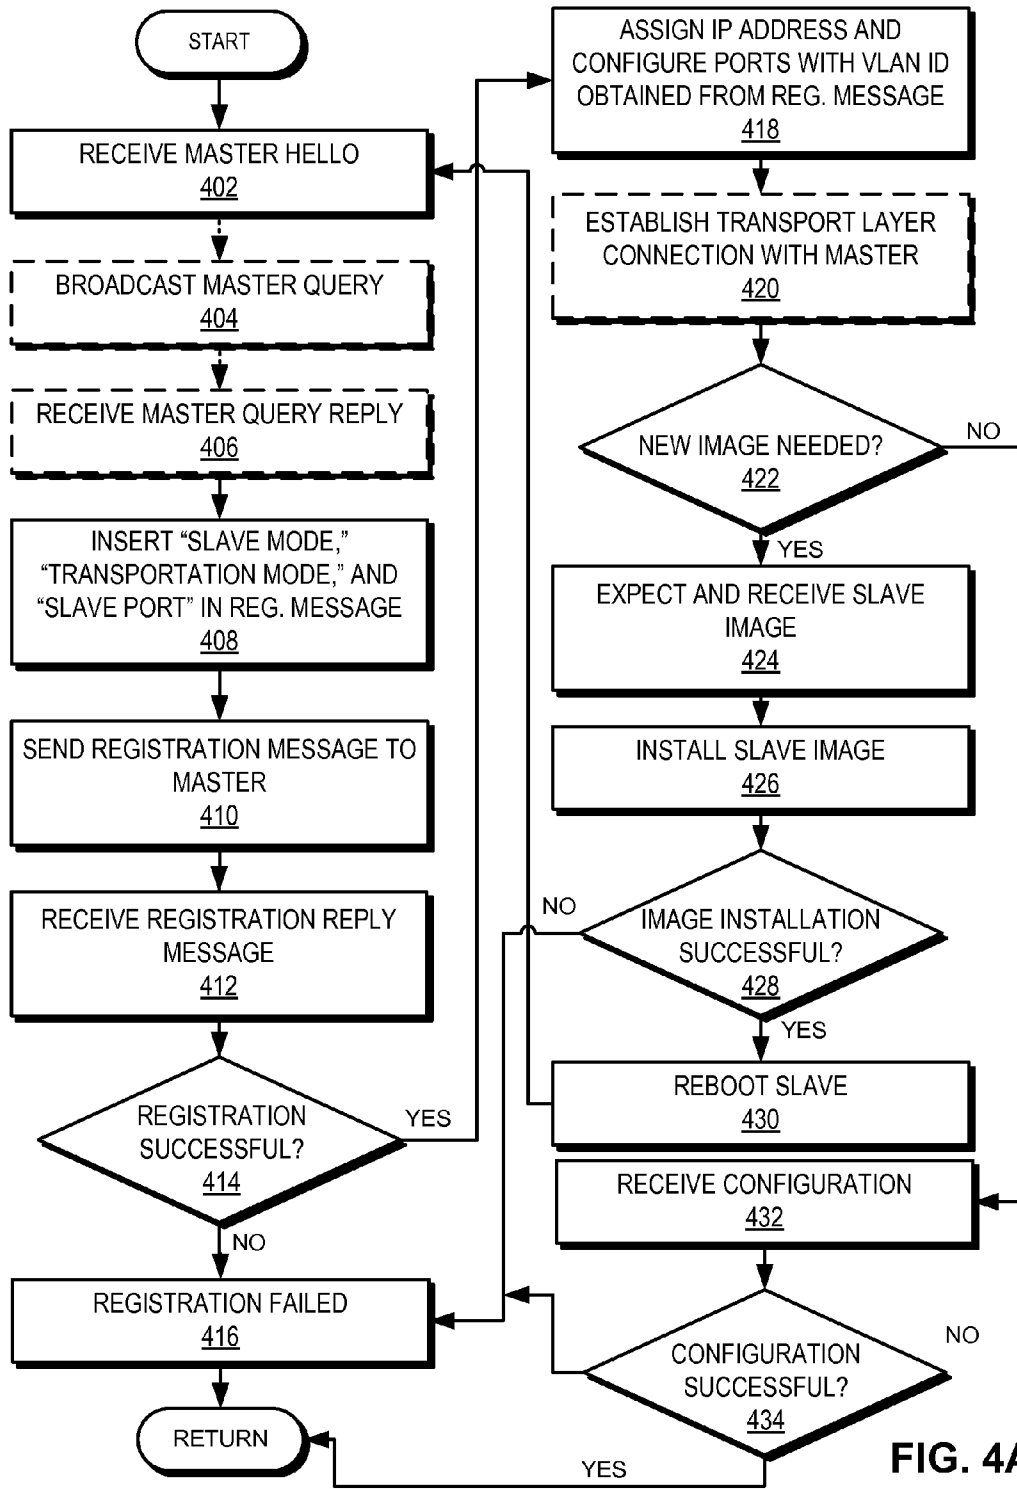 START
RECEIVE MASTER HELLO
402
BROADCAST MASTER QUERY
404
RECEIVE MASTER QUERY REPLY
406
INSERT “SLAVE MODE,”
“TRANSPORTATION MODE,” AND
“SLAVE PORT” IN REG. MESSAGE
408
SEND REGISTRATION MESSAGE TO
MASTER
410
RECEIVE REGISTRATION REPLY
MESSAGE
412
REGISTRATION
SUCCESSFUL?
414
YES
NO
REGISTRATION FAILED
416
RETURN
ASSIGN IP ADDRESS AND
CONFIGURE PORTS WITH VLAN ID
OBTAINED FROM REG. MESSAGE
418
ESTABLISH TRANSPORT LAYER
CONNECTION WITH MASTER
420
NEW IMAGE NEEDED?
422
NO
YES
EXPECT AND RECEIVE SLAVE
IMAGE
424
INSTALL SLAVE IMAGE
426
IMAGE INSTALLATION
SUCCESSFUL?
428
NO
YES
REBOOT SLAVE
430
RECEIVE CONFIGURATION
432
CONFIGURATION
SUCCESSFUL?
434
NO
YES
FIG. 4A